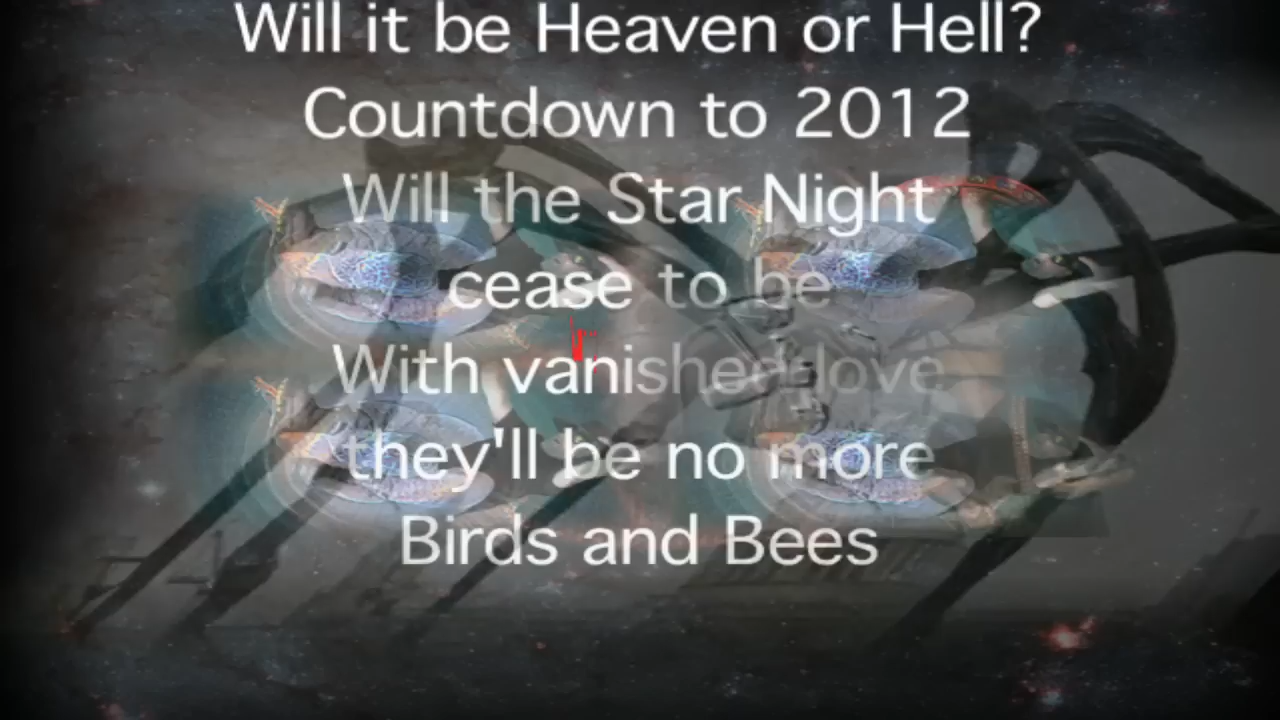 Will it be Heaven or Hell?
Countdown to 2012
Will the Star Night
cease to be
With vanished love
they'll be no more
Birds and Bees